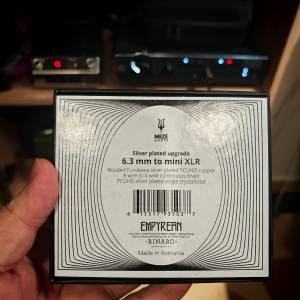 MEZE
AUDIO
Silver plated upgrade
6.3 mm to mini XLR
Braided Furukawa silver plated PCUHD copper
8 wire to 4 wire continuous braid
PCUHD silver plated single crystallized
EMPYREAN
·RINARO·
Made in Romania